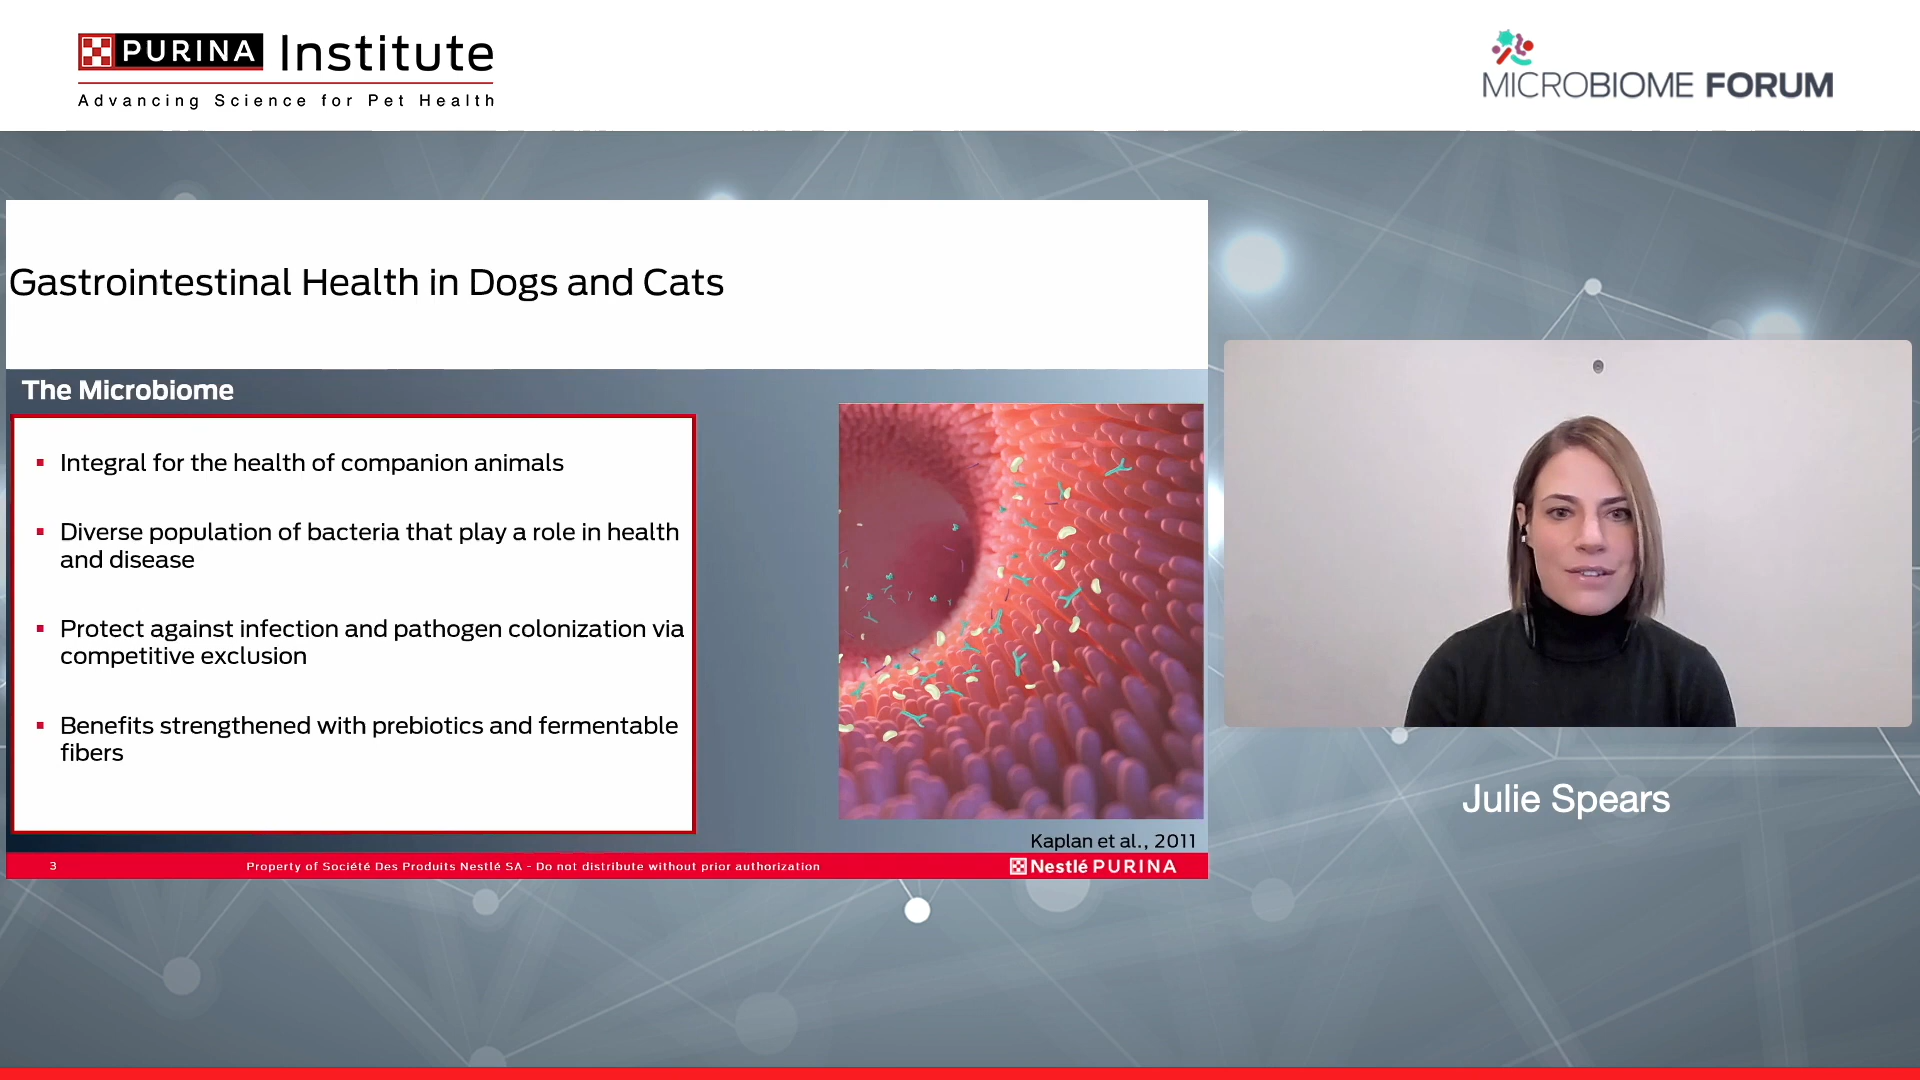 PURINA Institute
Advancing Science for Pet Health
MICROBIOME FORUM
Gastrointestinal Health in Dogs and Cats
The Microbiome
▪ Integral for the health of companion animals
▪ Diverse population of bacteria that play a role in health
and disease
▪ Protect against infection and pathogen colonization via
competitive exclusion
▪ Benefits strengthened with prebiotics and fermentable
fibers
Kaplan et al., 2011
3
Property of Société Des Produits Nestlé SA - Do not distribute without prior authorization
Nestlé PURINA
Julie Spears